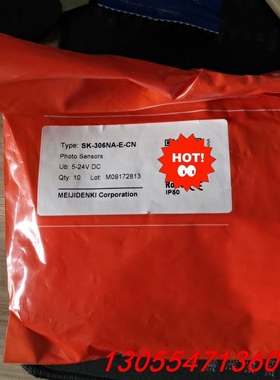 Type: SK-306NA-E-CN
Photo Sensors
Ub: 5-24V DC
Qty: 10 Lot: M09172813
MEIJIDENKI Corporation
HOT!
IP60
13055471360